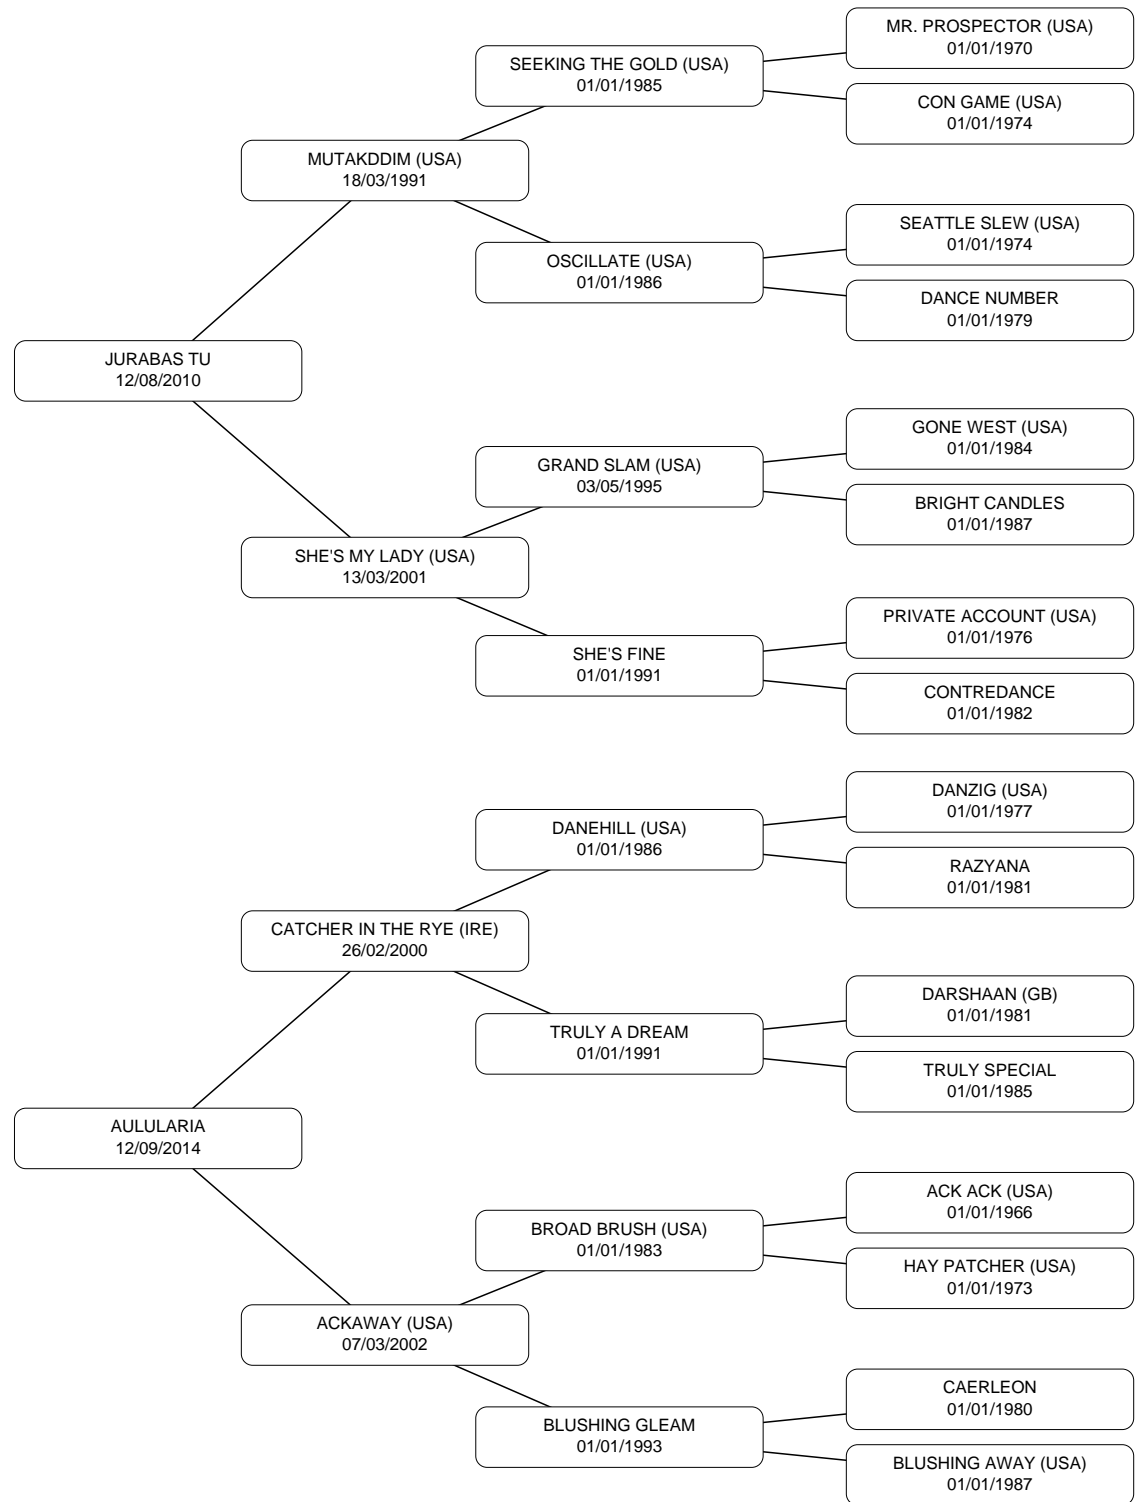 MR. PROSPECTOR (USA)
01/01/1970
SEEKING THE GOLD (USA)
01/01/1985
CON GAME (USA)
01/01/1974
MUTAKDDIM (USA)
18/03/1991
SEATTLE SLEW (USA)
01/01/1974
OSCILLATE (USA)
01/01/1986
DANCE NUMBER
01/01/1979
JURABAS TU
12/08/2010
GONE WEST (USA)
01/01/1984
GRAND SLAM (USA)
03/05/1995
BRIGHT CANDLES
01/01/1987
SHE'S MY LADY (USA)
13/03/2001
PRIVATE ACCOUNT (USA)
01/01/1976
SHE'S FINE
01/01/1991
CONTREDANCE
01/01/1982
DANZIG (USA)
01/01/1977
DANEHILL (USA)
01/01/1986
RAZYANA
01/01/1981
CATCHER IN THE RYE (IRE)
26/02/2000
DARSHAAN (GB)
01/01/1981
TRULY A DREAM
01/01/1991
TRULY SPECIAL
01/01/1985
AULULARIA
12/09/2014
ACK ACK (USA)
01/01/1966
BROAD BRUSH (USA)
01/01/1983
HAY PATCHER (USA)
01/01/1973
ACKAWAY (USA)
07/03/2002
CAERLEON
01/01/1980
BLUSHING GLEAM
01/01/1993
BLUSHING AWAY (USA)
01/01/1987